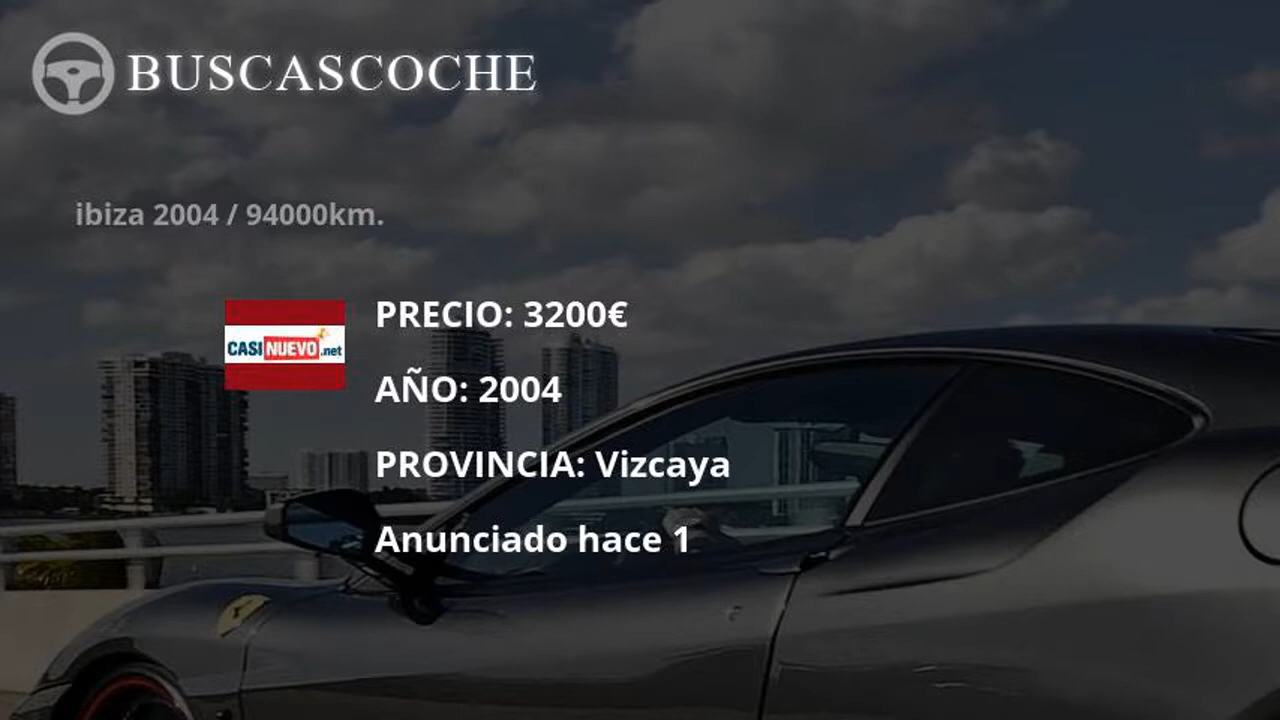 BUSCASCOCHE
ibiza 2004 / 94000km.
CASINUEVO.net
PRECIO: 3200€
AÑO: 2004
PROVINCIA: Vizcaya
Anunciado hace 1